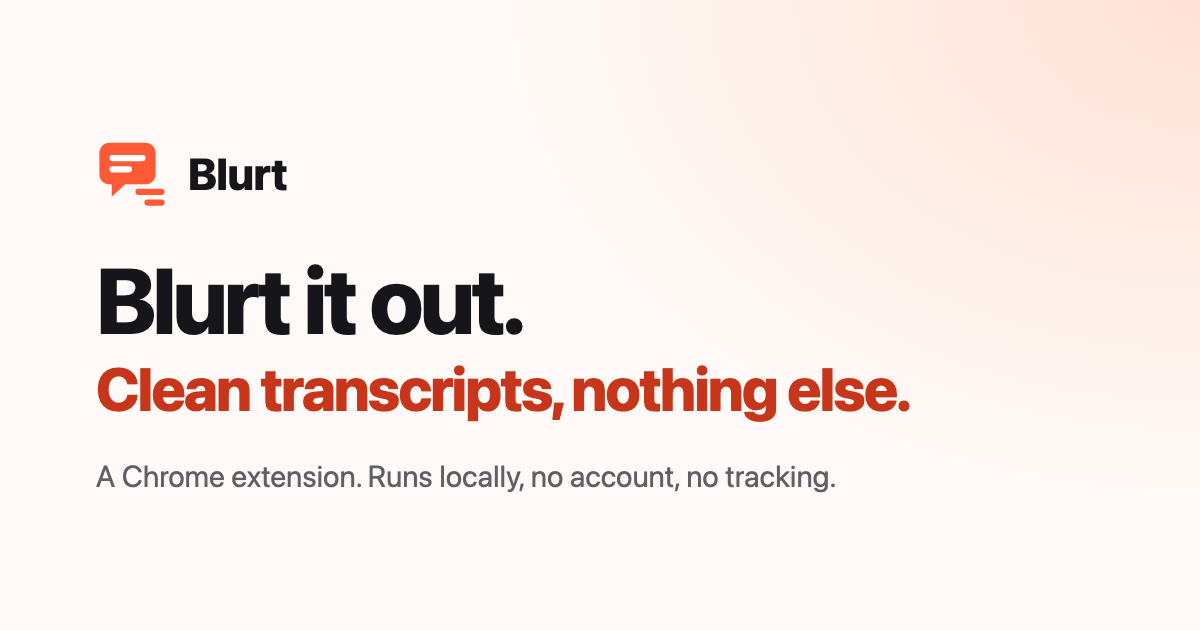 Blurt
Blurt it out.
Clean transcripts, nothing else.
A Chrome extension. Runs locally, no account, no tracking.